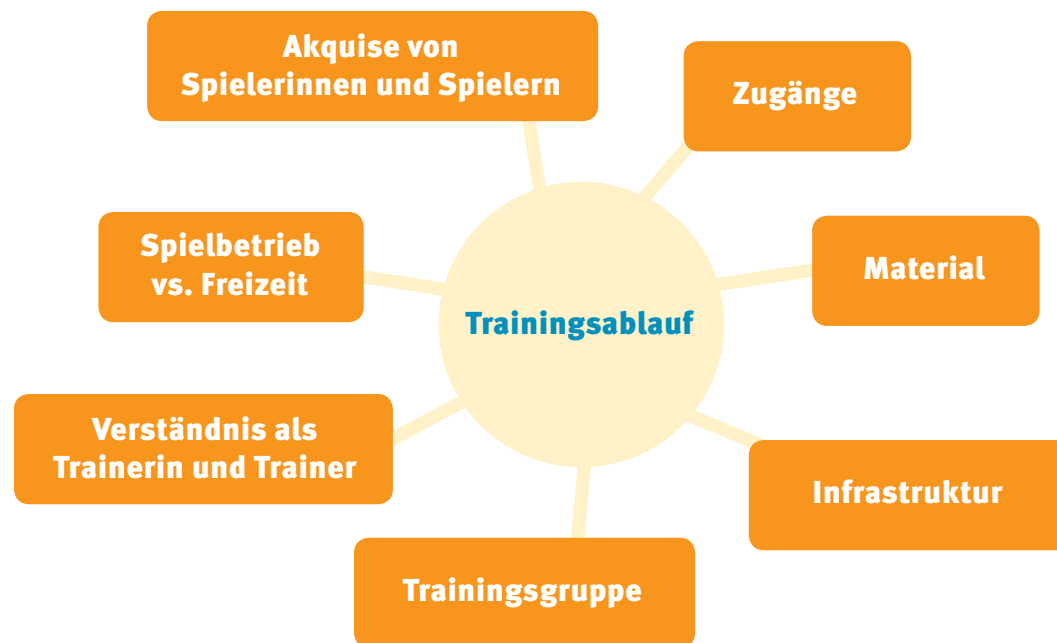 Akquise von
Spielerinnen und Spielern
Zugänge
Spielbetrieb
vs. Freizeit
Material
Trainingsablauf
Verständnis als
Trainerin und Trainer
Infrastruktur
Trainingsgruppe